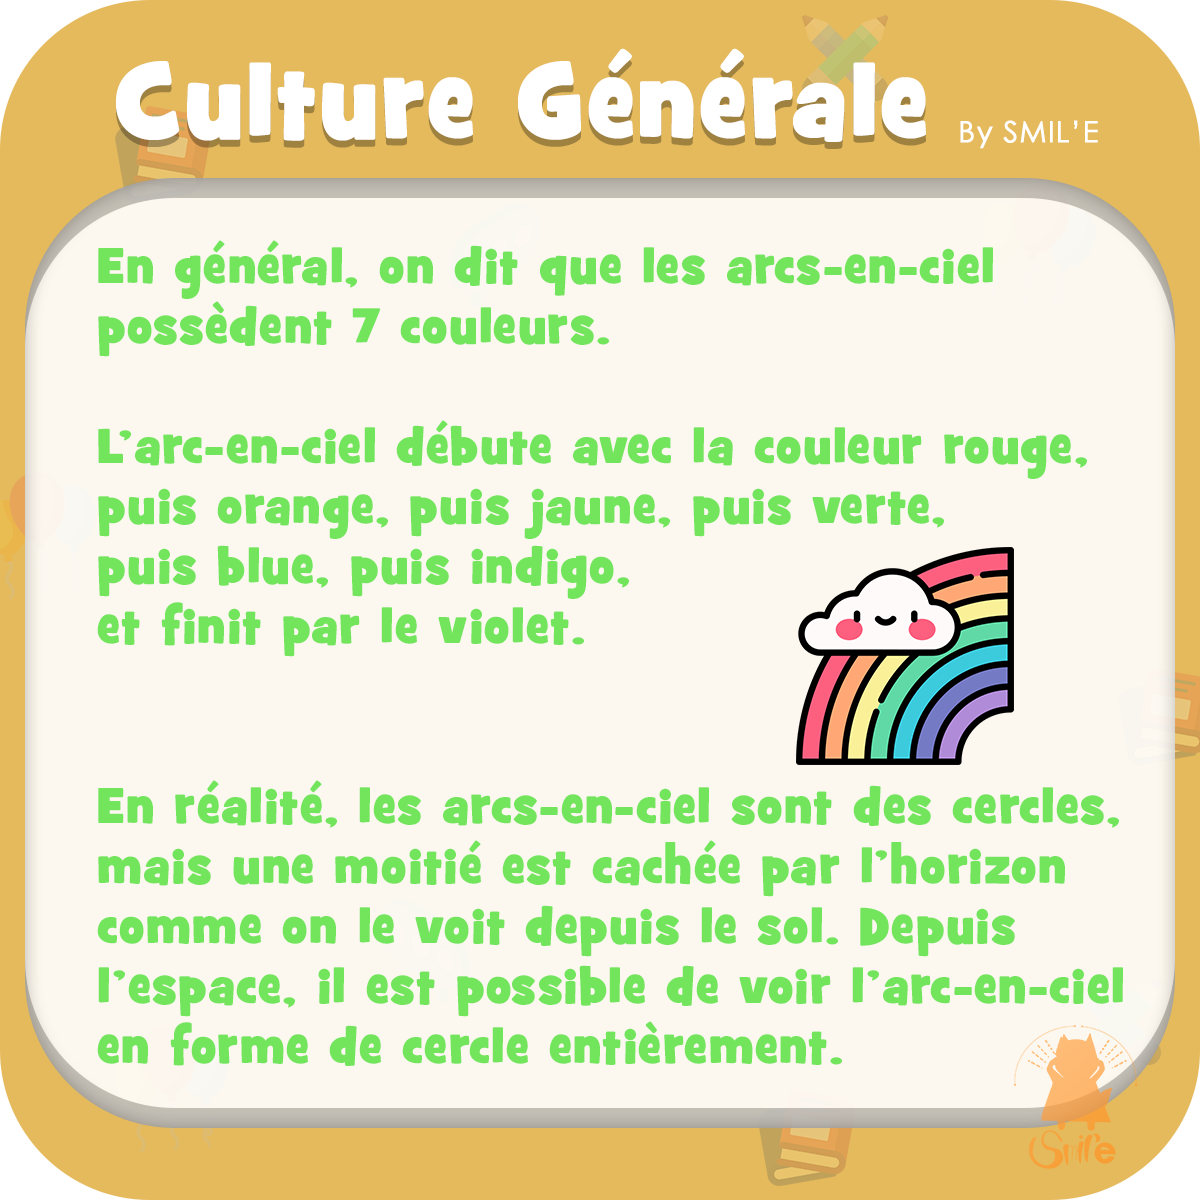 Culture Générale
By SMIL'E
En général, on dit que les arcs-en-ciel
possèdent 7 couleurs.
L'arc-en-ciel débute avec la couleur rouge,
puis orange, puis jaune, puis verte,
puis blue, puis indigo,
et finit par le violet.
En réalité, les arcs-en-ciel sont des cercles,
mais une moitié est cachée par l'horizon
comme on le voit depuis le sol. Depuis
l'espace, il est possible de voir l'arc-en-ciel
en forme de cercle entièrement.
Smil'e